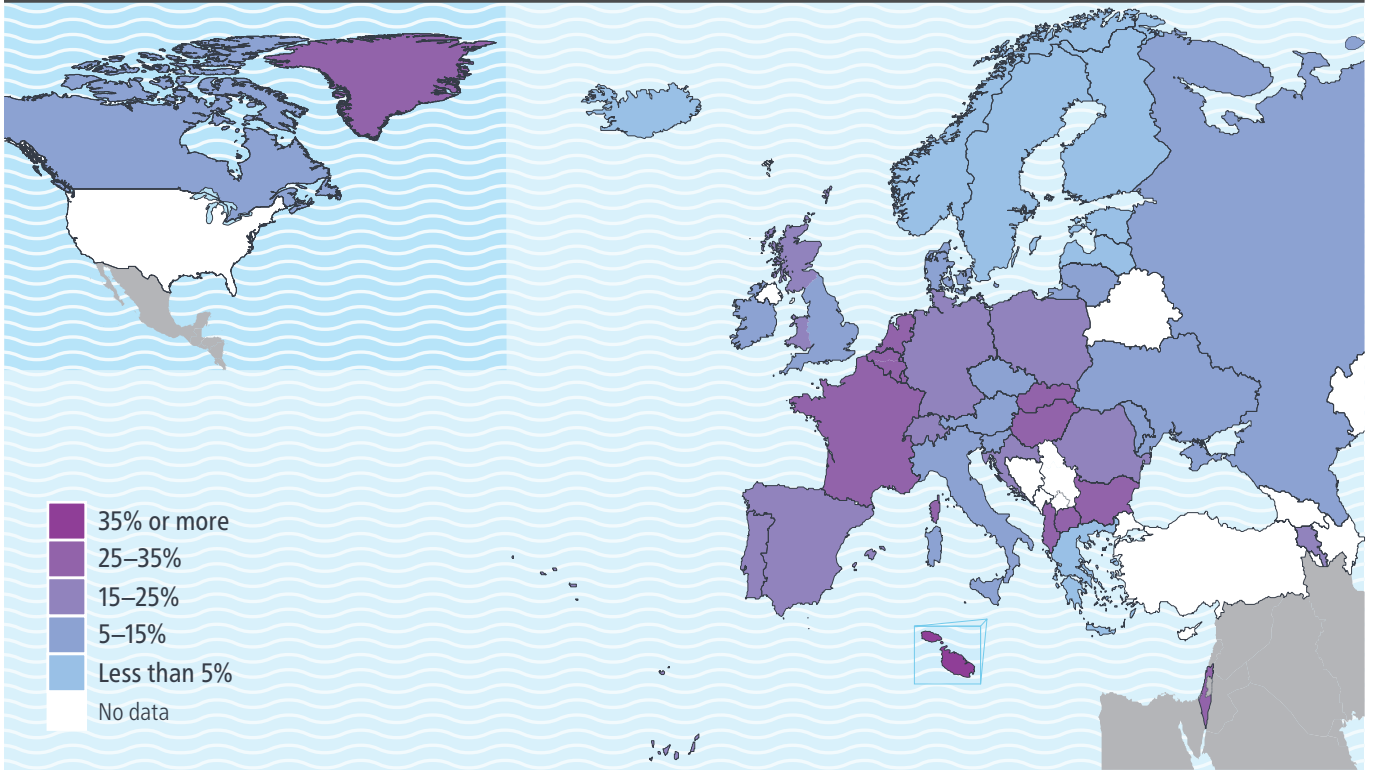 35% or more
25–35%
15–25%
5–15%
Less than 5%
No data